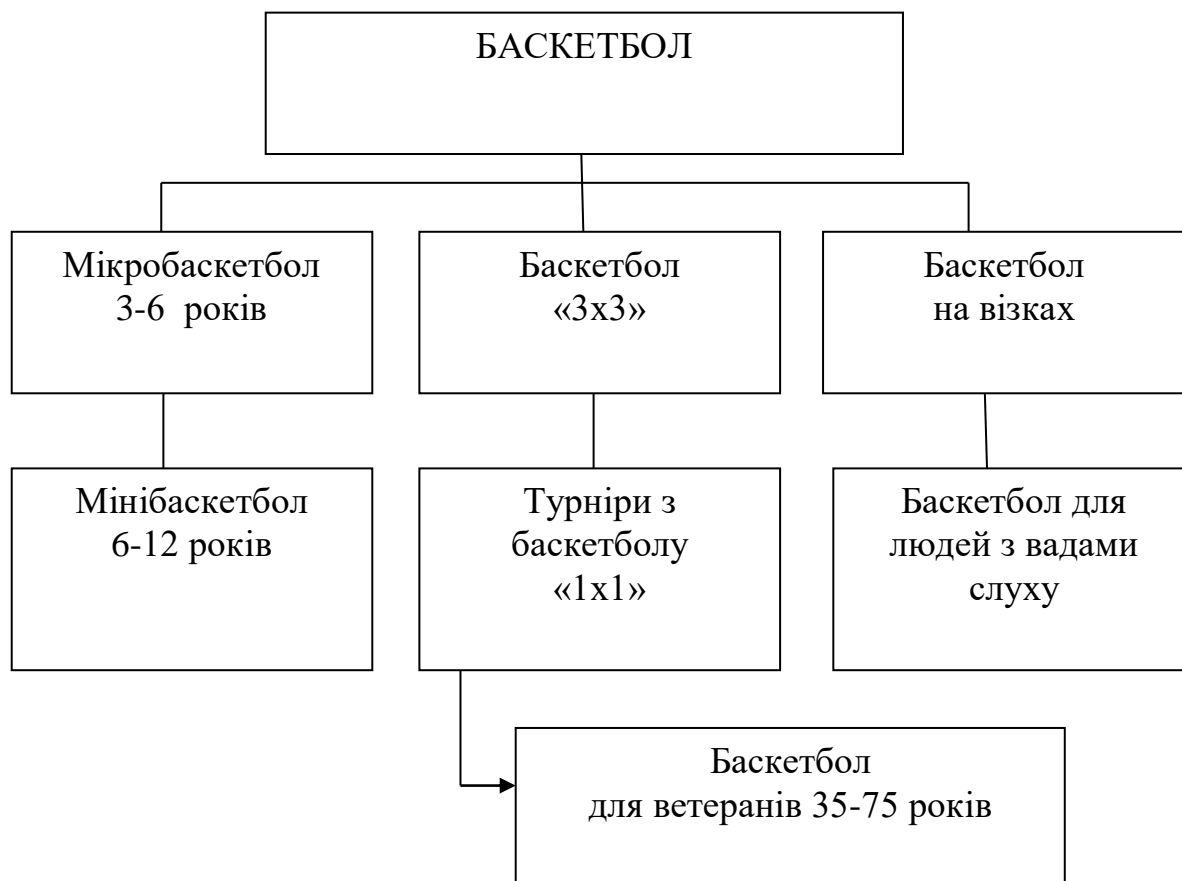 БАСКЕТБОЛ
Мікробаскетбол
3-6 років
Баскетбол
«3х3»
Баскетбол
на візках
Мінібаскетбол
6-12 років
Турніри з
баскетболу
«1х1»
Баскетбол для
людей з вадами
слуху
Баскетбол
для ветеранів 35-75 років